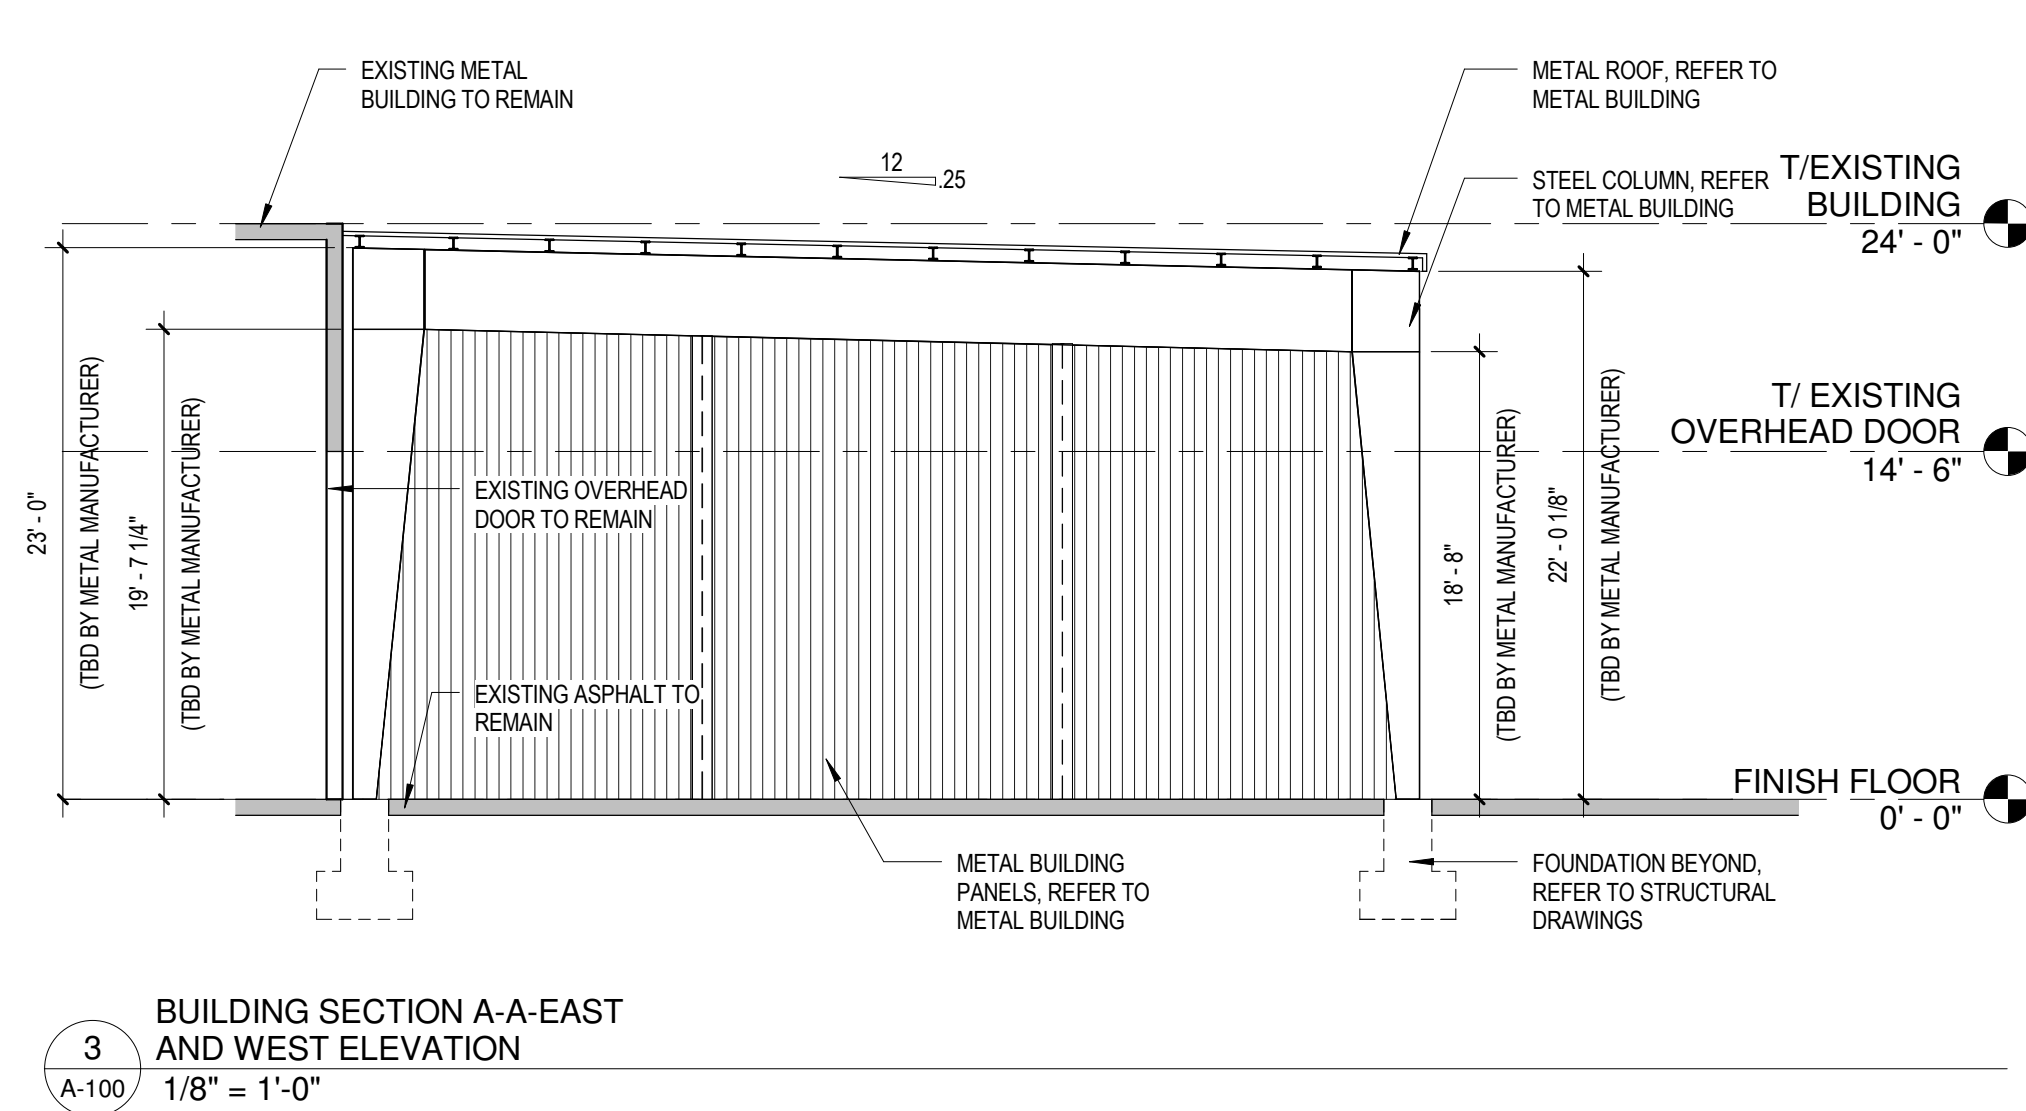 EXISTING METAL
BUILDING TO REMAIN
METAL ROOF, REFER TO
METAL BUILDING
12
.25
STEEL COLUMN, REFER
TO METAL BUILDING
T/EXISTING
BUILDING
24' - 0"
T/ EXISTING
OVERHEAD DOOR
14' - 6"
23' - 0"
(TBD BY METAL MANUFACTURER)
19' - 7 1/4"
(TBD BY METAL MANUFACTURER)
EXISTING OVERHEAD
DOOR TO REMAIN
18' - 8"
(TBD BY METAL MANUFACTURER)
22' - 0 1/8"
(TBD BY METAL MANUFACTURER)
EXISTING ASPHALT TO
REMAIN
FINISH FLOOR
0' - 0"
METAL BUILDING
PANELS, REFER TO
METAL BUILDING
FOUNDATION BEYOND,
REFER TO STRUCTURAL
DRAWINGS
3
A-100
BUILDING SECTION A-A-EAST
AND WEST ELEVATION
1/8" = 1'-0"